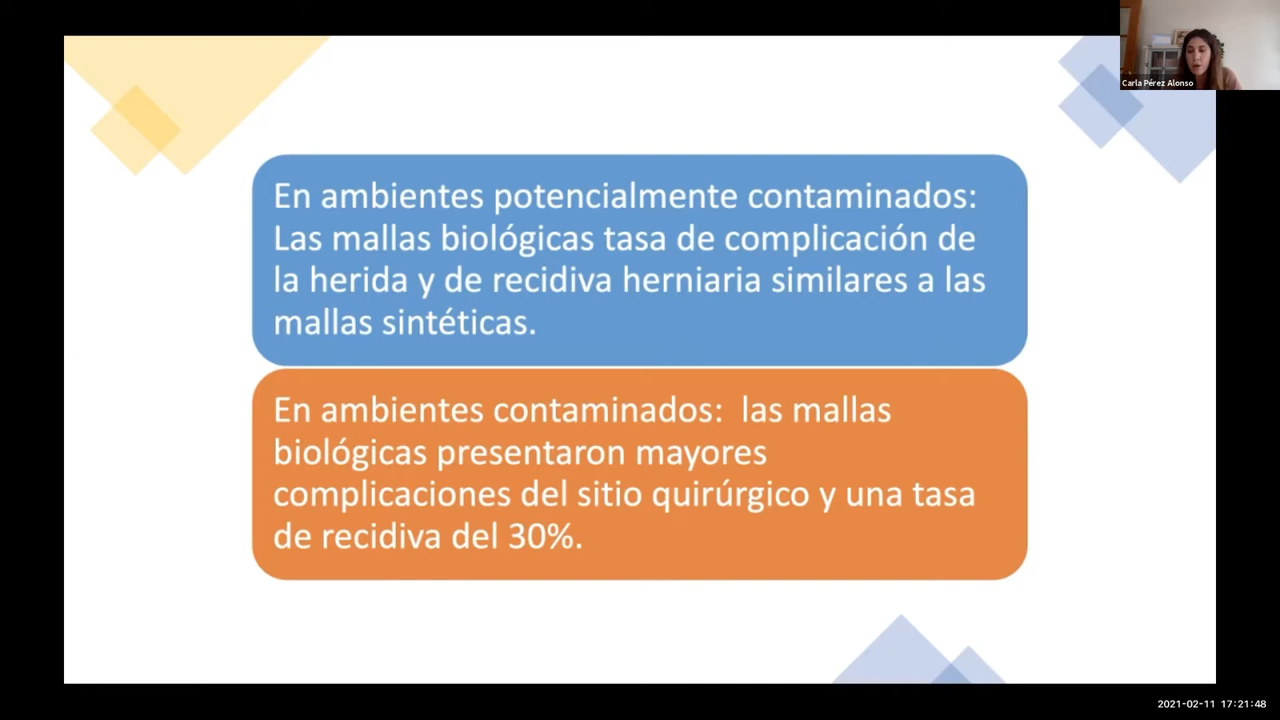 Carla Pérez Alonso
En ambientes potencialmente contaminados:
Las mallas biológicas tasa de complicación de
la herida y de recidiva herniaria similares a las
mallas sintéticas.
En ambientes contaminados:  las mallas
biológicas presentaron mayores
complicaciones del sitio quirúrgico y una tasa
de recidiva del 30%.
2021-02-11 17:21:48